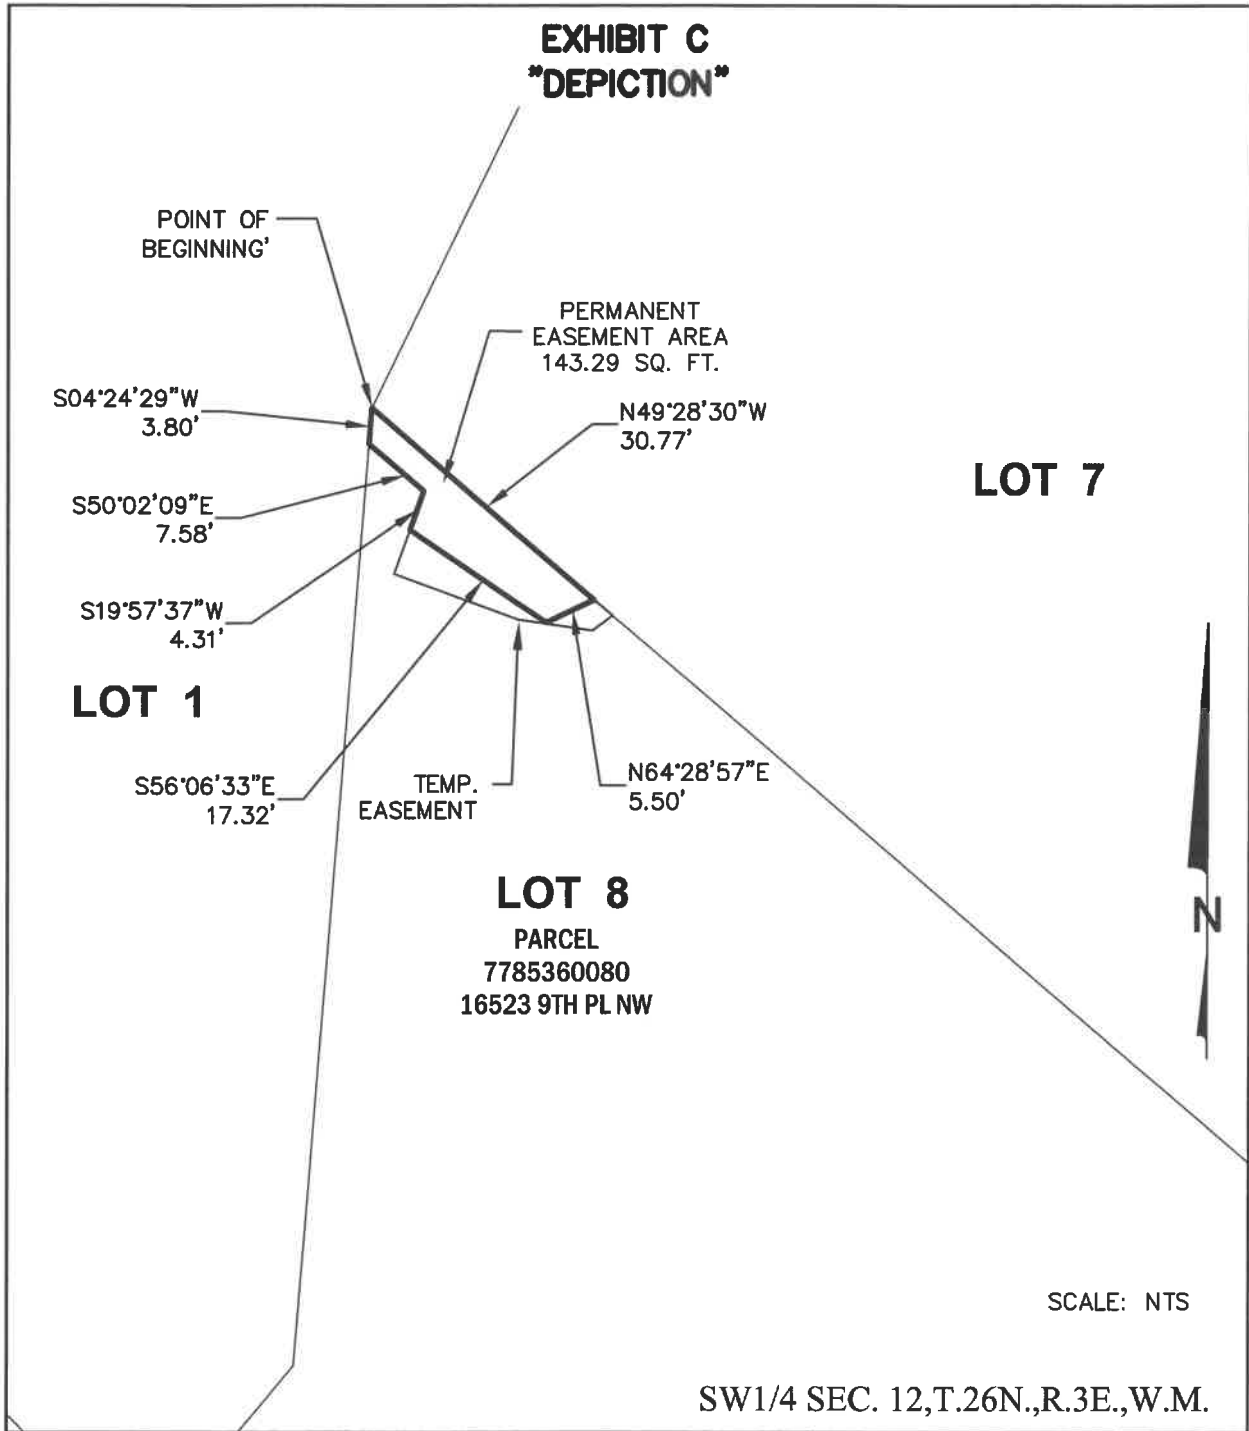 EXHIBIT C
"DEPICTION"
POINT OF
BEGINNING'
PERMANENT
EASEMENT AREA
143.29 SQ. FT.
S04°24'29"W
3.80'
N49°28'30"W
30.77'
LOT 7
S50°02'09"E
7.58'
S19°57'37"W
4.31'
LOT 1
S56°06'33"E
17.32'
TEMP.
EASEMENT
N64°28'57"E
5.50'
LOT 8
PARCEL
7785360080
16523 9TH PL NW
N
SCALE: NTS
SW1/4 SEC. 12,T.26N.,R.3E.,W.M.